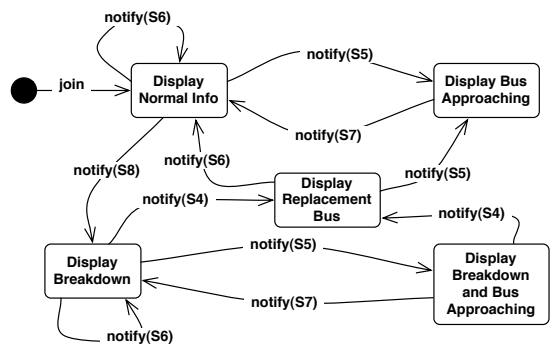 notify(S6)
join
Display
Normal Info
notify(S5)
Display Bus
Approaching
notify(S7)
notify(S8)
notify(S6)
notify(S5)
Display
Replacement
Bus
notify(S4)
notify(S4)
Display
Breakdown
notify(S5)
notify(S7)
Display
Breakdown
and Bus
Approaching
notify(S6)